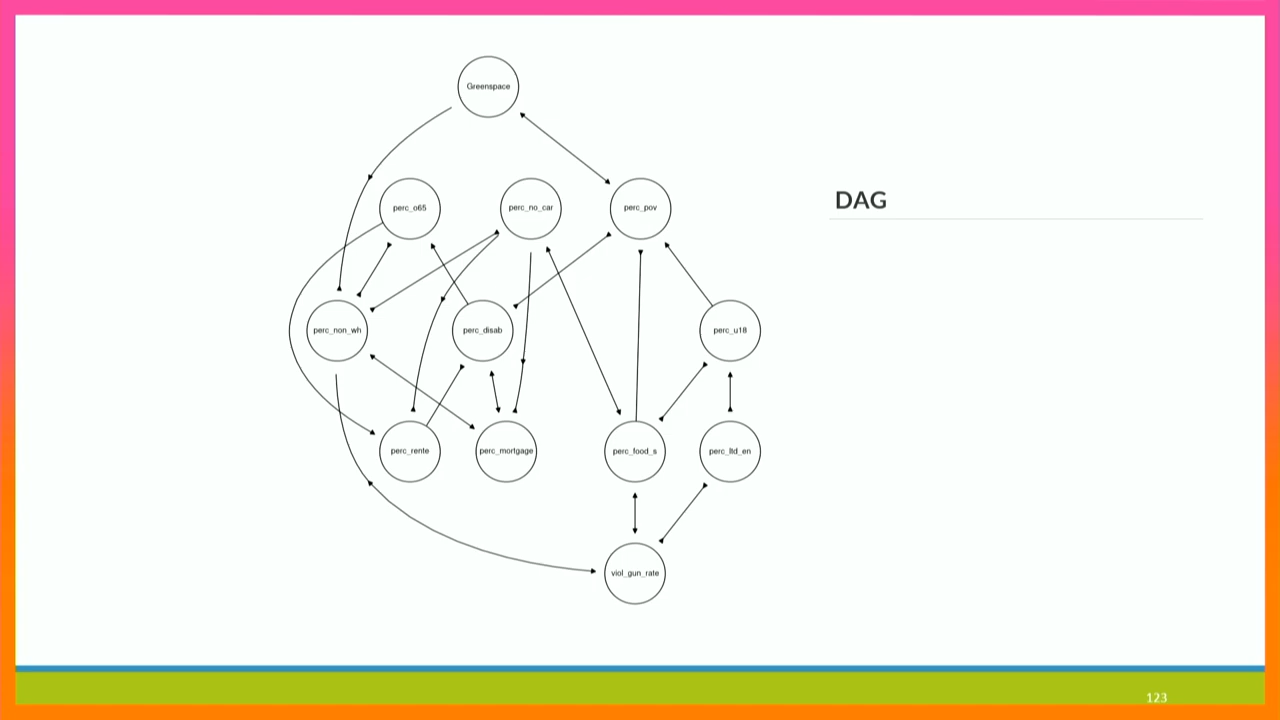 Greenspace
perc_o65
perc_no_car
perc_pov
DAG
perc_non_wh
perc_disab
perc_u18
perc_rente
perc_mortgage
perc_food_s
perc_ltd_en
viol_gun_rate
123